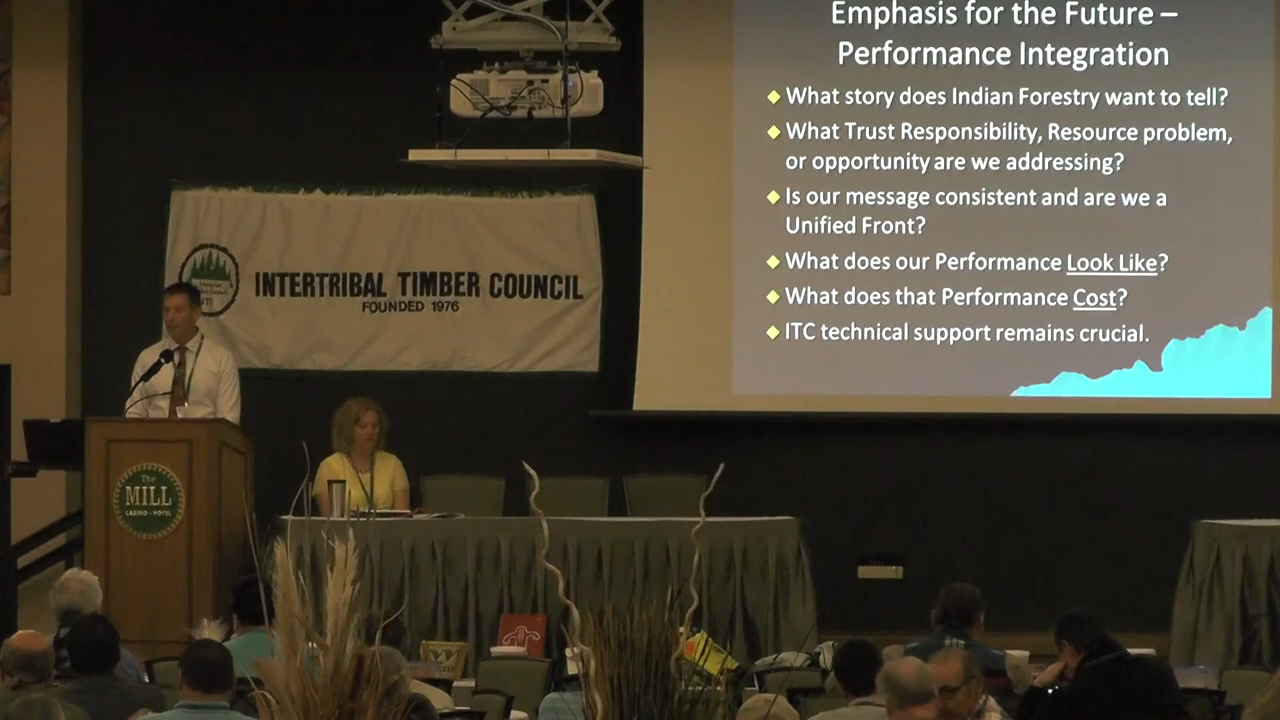 Emphasis for the Future –
Performance Integration
What story does Indian Forestry want to tell?
What Trust Responsibility, Resource problem,
or opportunity are we addressing?
Is our message consistent and are we a
Unified Front?
What does our Performance Look Like?
What does that Performance Cost?
ITC technical support remains crucial.
INTERTRIBAL TIMBER COUNCIL
FOUNDED 1976
The
MILL
CASINO • HOTEL